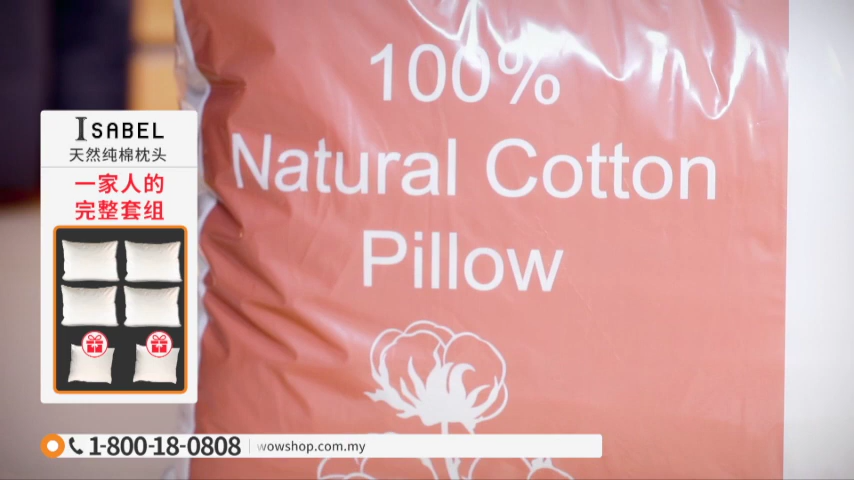 100%
Natural Cotton
Pillow
ISABEL
天然纯棉枕头
一家人的
完整套组
1-800-18-0808
wowshop.com.my